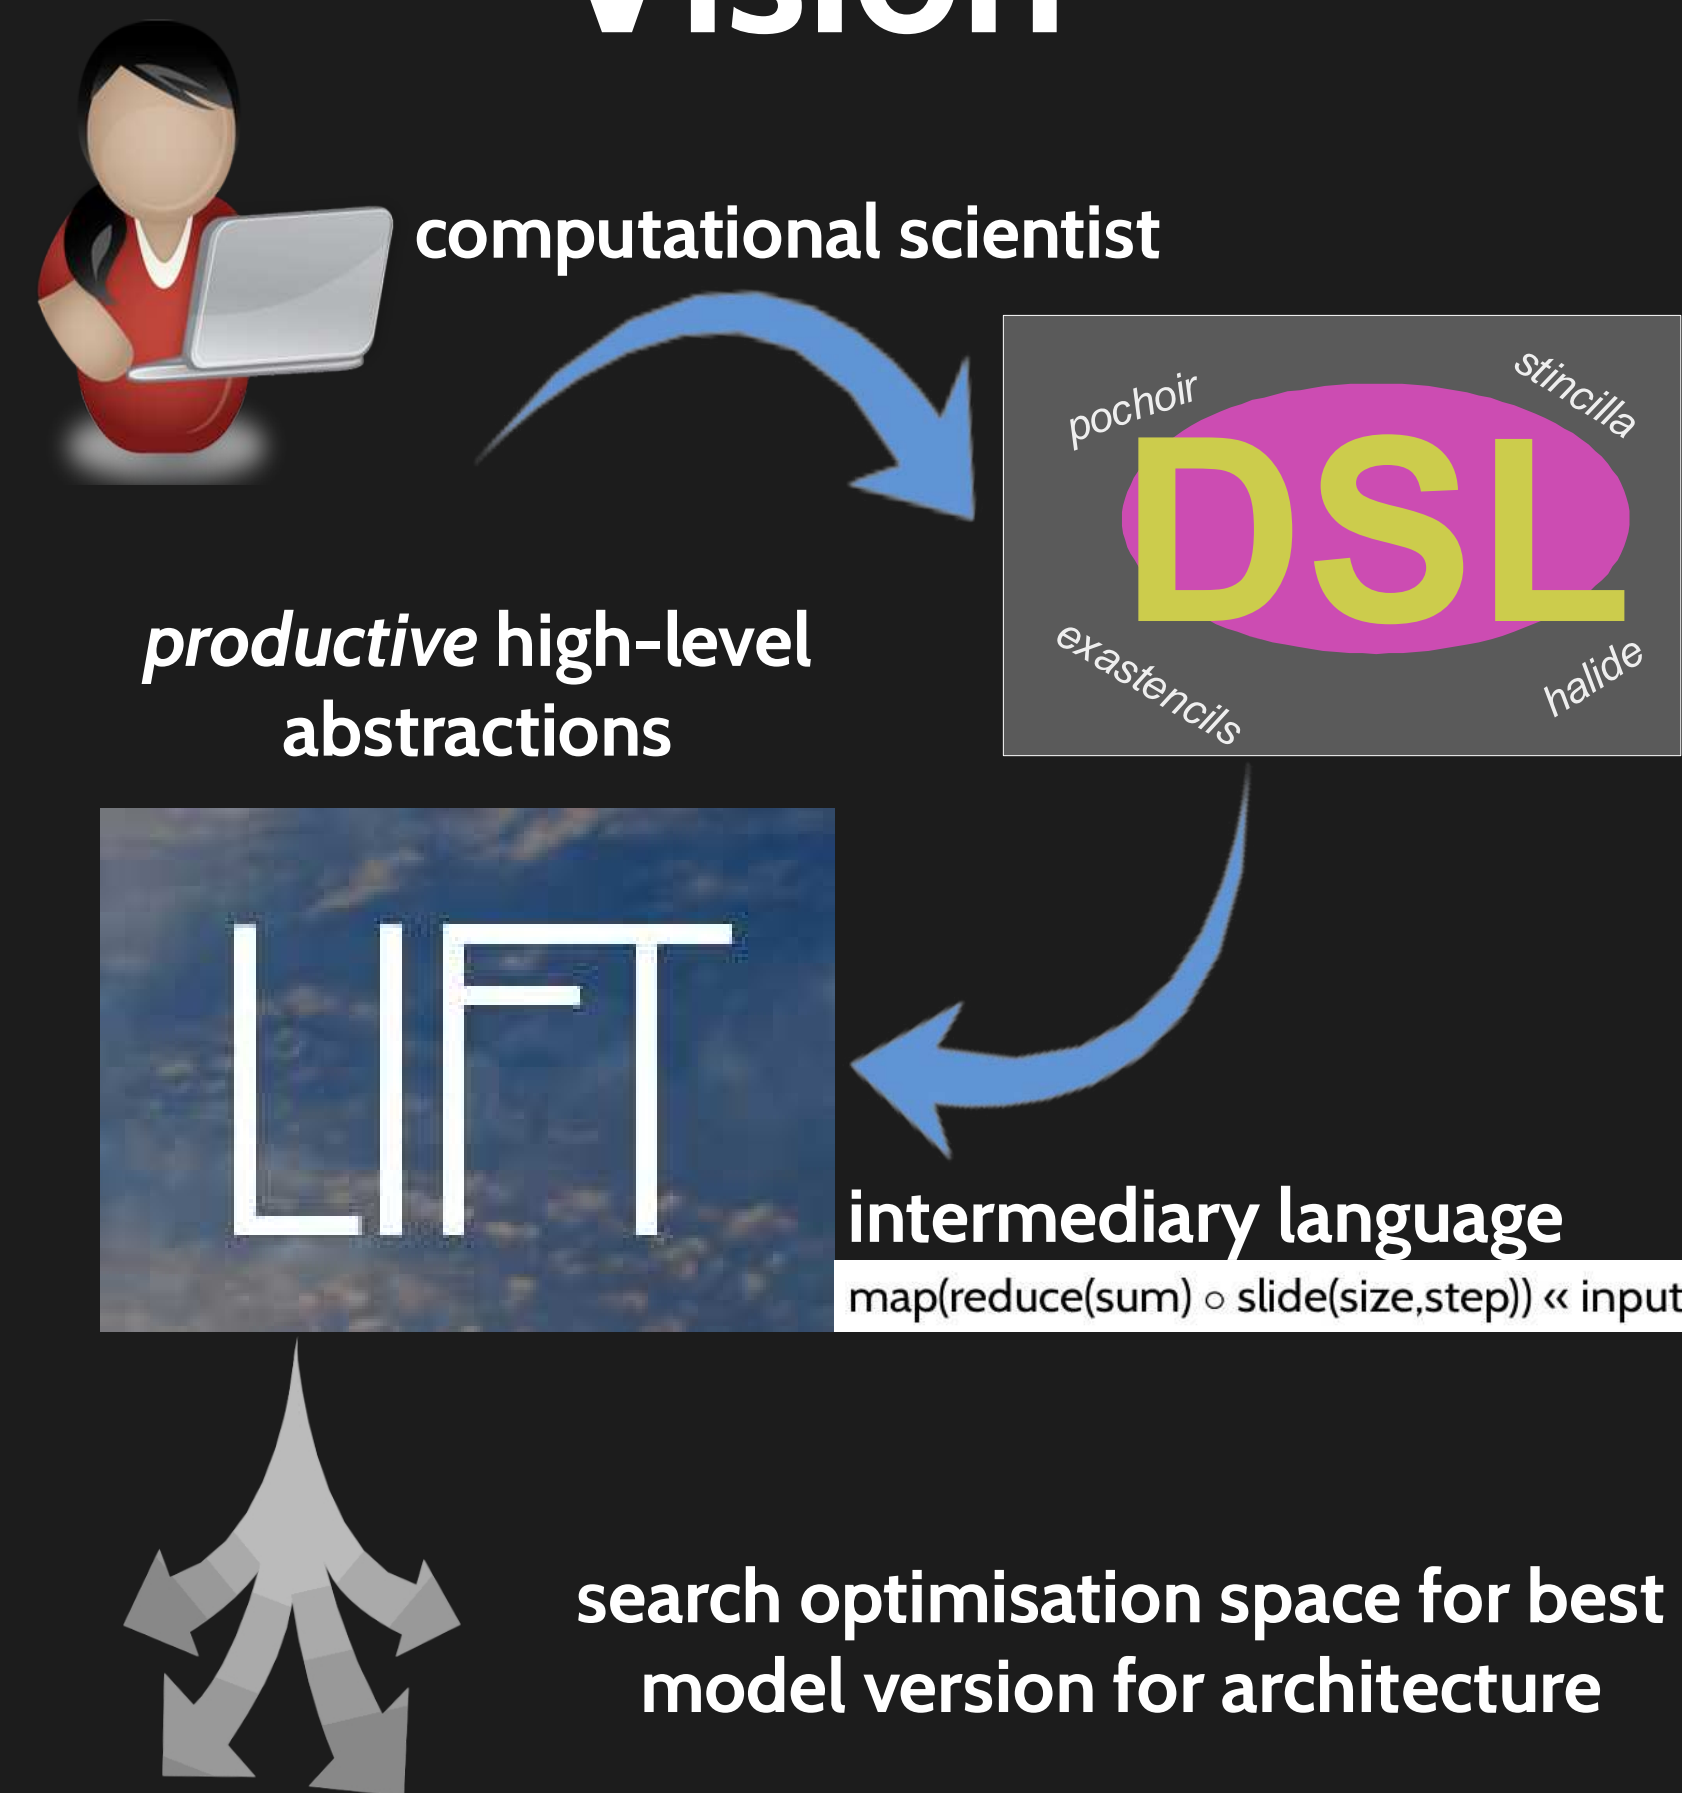 Vision
computational scientist
pochoir
stincilla
DSL
exastencils
halide
productive high-level
abstractions
LIFT
intermediary language
map(reduce(sum) ○ slide(size,step)) « input
search optimisation space for best
model version for architecture